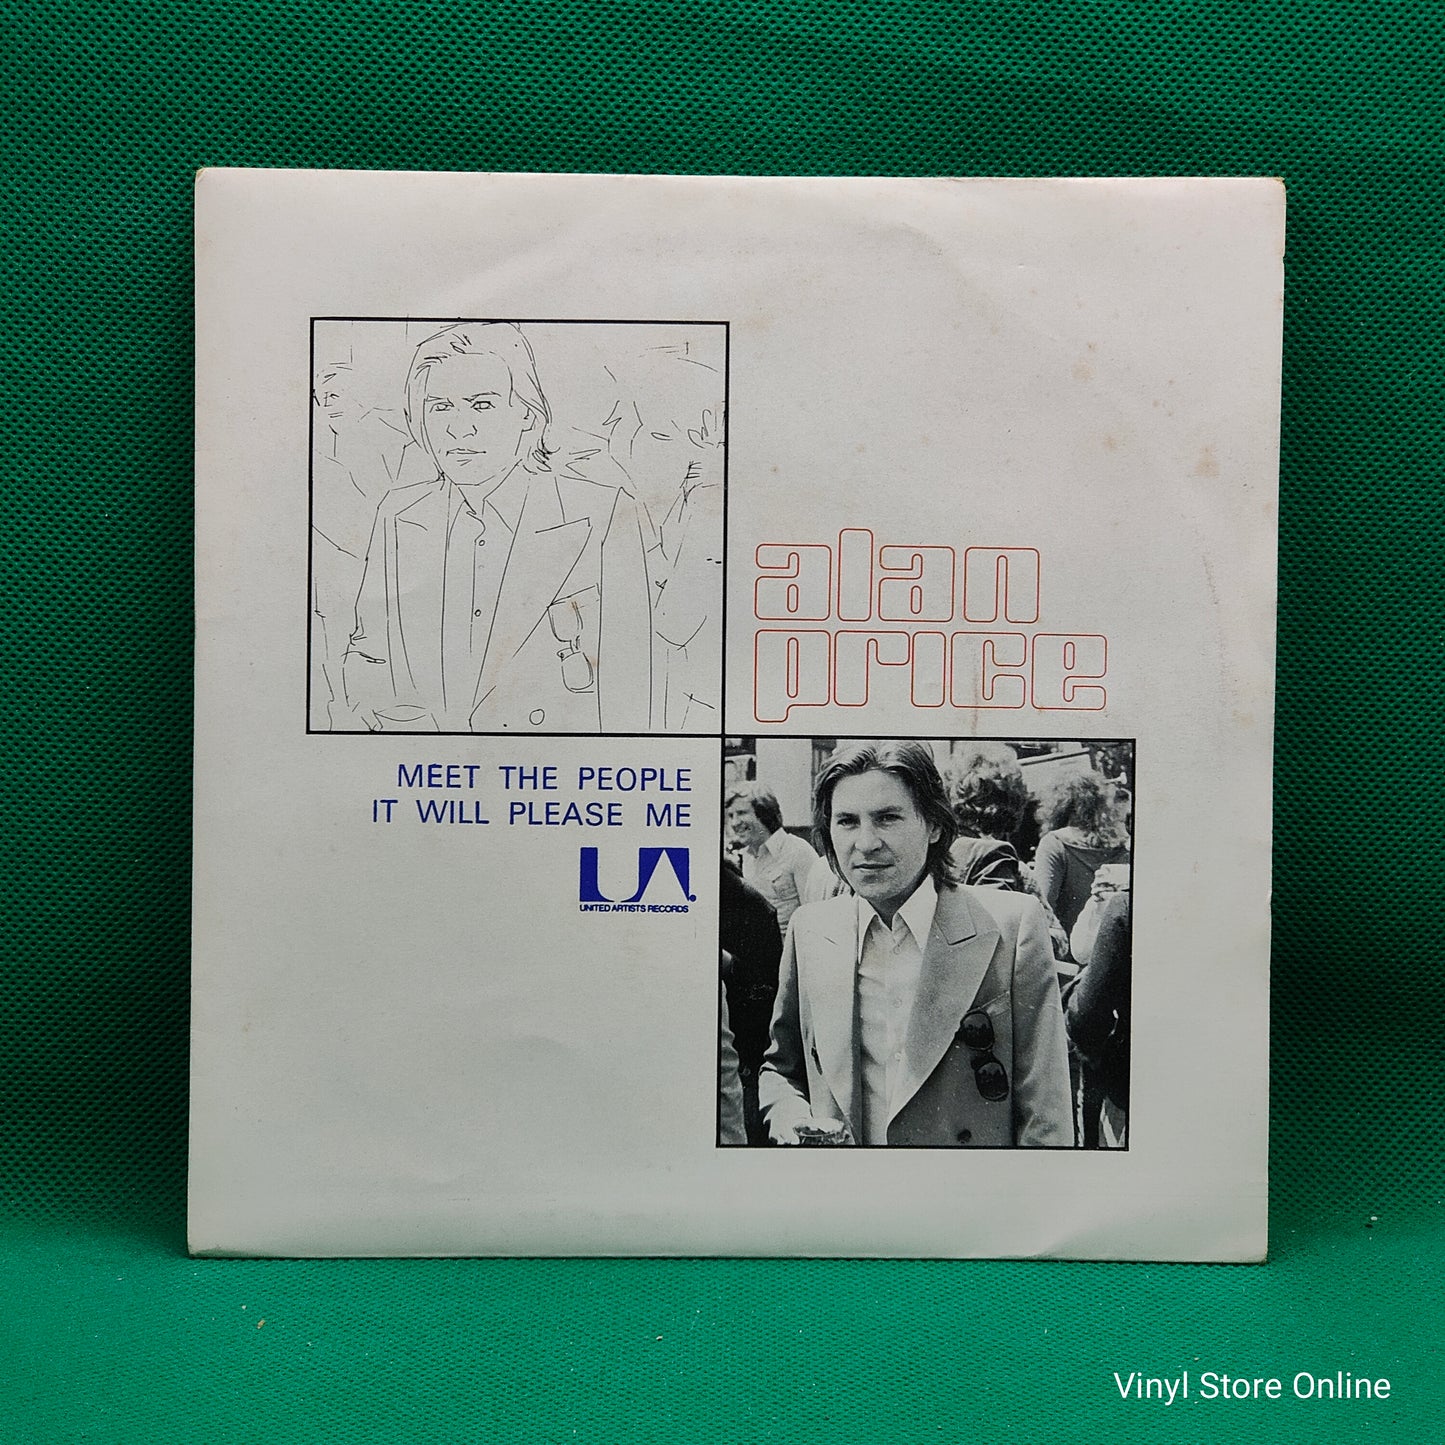 alan
price
MEET THE PEOPLE
IT WILL PLEASE ME
UA
UNITED ARTISTS RECORDS
Vinyl Store Online